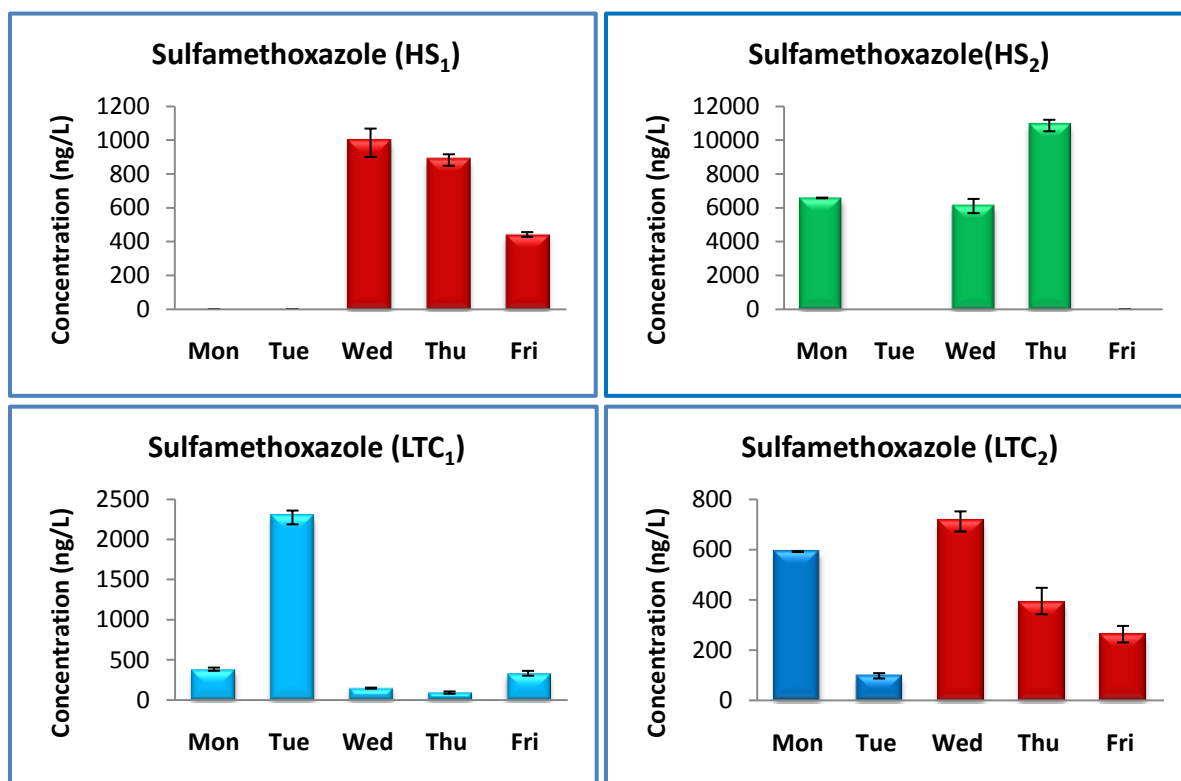 Sulfamethoxazole (HS₁)
Concentration (ng/L)
1200
1000
800
600
400
200
0
Mon Tue Wed Thu Fri
Sulfamethoxazole(HS₂)
Concentration (ng/L)
12000
10000
8000
6000
4000
2000
0
Mon Tue Wed Thu Fri
Sulfamethoxazole (LTC₁)
Concentration (ng/L)
2500
2000
1500
1000
500
0
Mon Tue Wed Thu Fri
Sulfamethoxazole (LTC₂)
Concentration (ng/L)
800
600
400
200
0
Mon Tue Wed Thu Fri